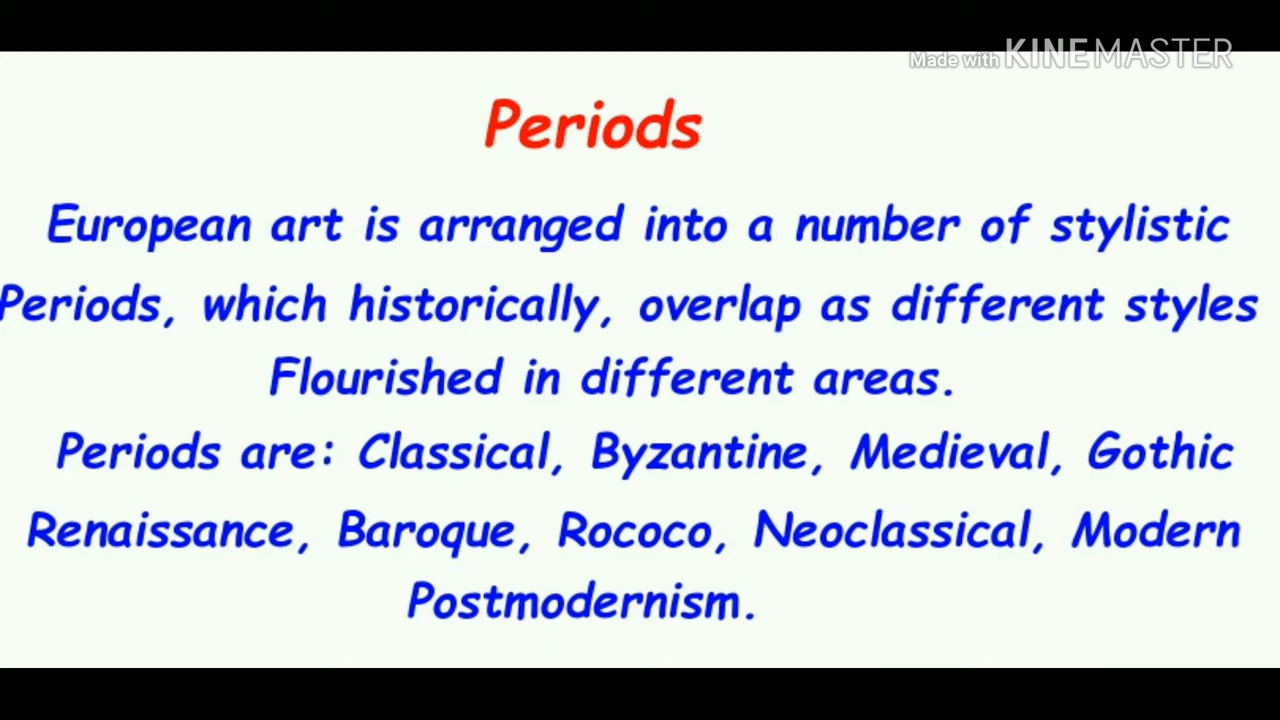 Made with KINEMASTER
Periods
European art is arranged into a number of stylistic
Periods, which historically, overlap as different styles
Flourished in different areas.
Periods are: Classical, Byzantine, Medieval, Gothic
Renaissance, Baroque, Rococo, Neoclassical, Modern
Postmodernism.